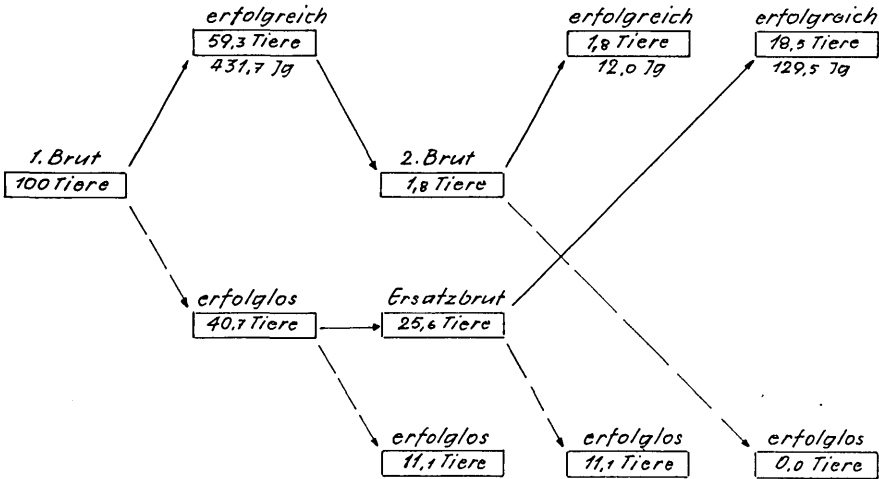 erfolgreich
59,3 Tiere
431,7 Jg
erfolgreich
1,8 Tiere
12,0 Jg
erfolgreich
18,5 Tiere
129,5 Jg
1. Brut
100 Tiere
2. Brut
1,8 Tiere
erfolglos
40,7 Tiere
Ersatzbrut
25,6 Tiere
erfolglos
11,1 Tiere
erfolglos
11,1 Tiere
erfolglos
0,0 Tiere